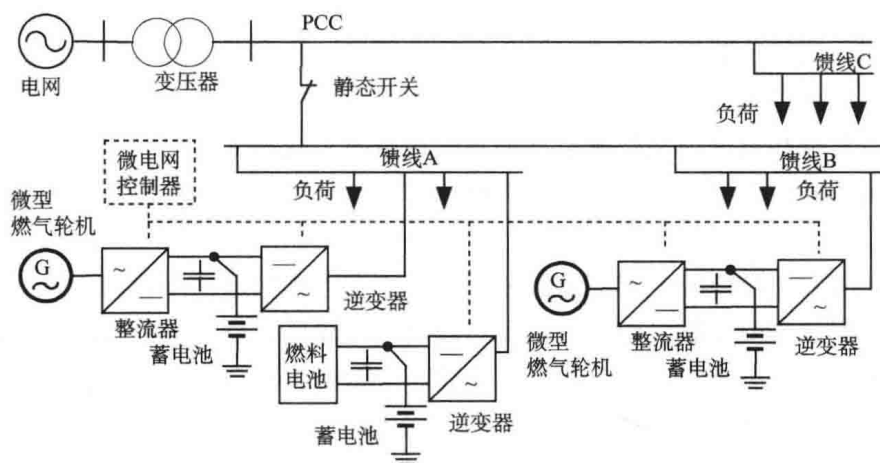 PCC
电网
变压器
静态开关
馈线C
负荷
微电网
控制器
馈线A
负荷
馈线B
负荷
微型
燃气轮机
G
整流器
蓄电池
逆变器
燃料
电池
蓄电池
逆变器
G
微型
燃气轮机
整流器
蓄电池
逆变器